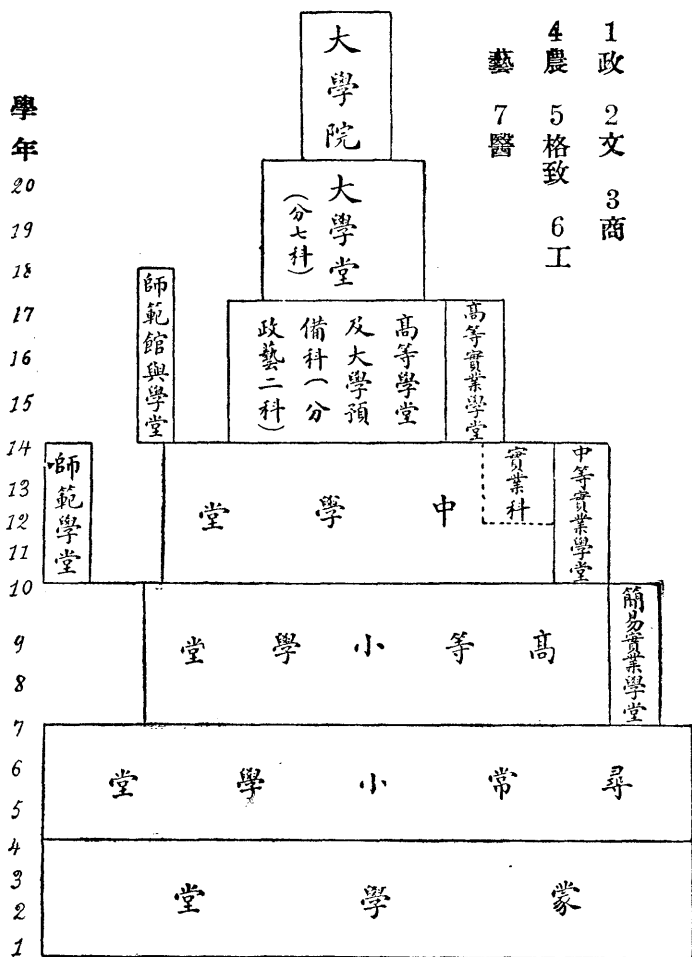 1政 2文 3商
4農 5格致 6工
藝 7醫
學年
20
19
18
17
16
15
14
13
12
11
10
9
8
7
6
5
4
3
2
1
大學院
大學堂
（分七科）
高等學堂
及大學預
備科（分
政藝二科）
高等實業學堂
師範館與學堂
中學堂
實業科
中等實業學堂
師範學堂
高等小學堂
簡易實業學堂
尋常小學堂
蒙學堂